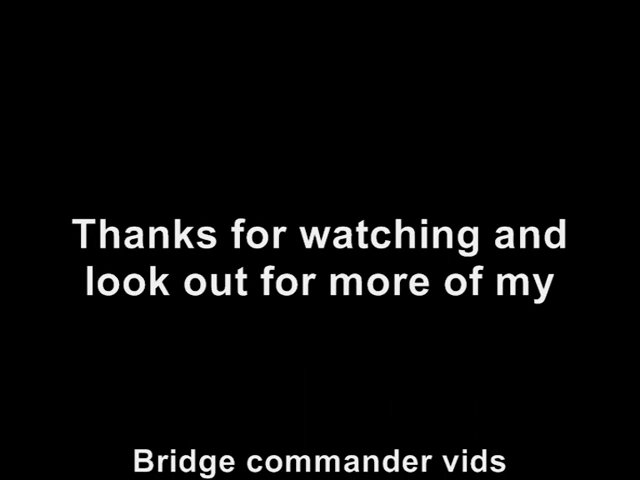 Thanks for watching and
look out for more of my
Bridge commander vids